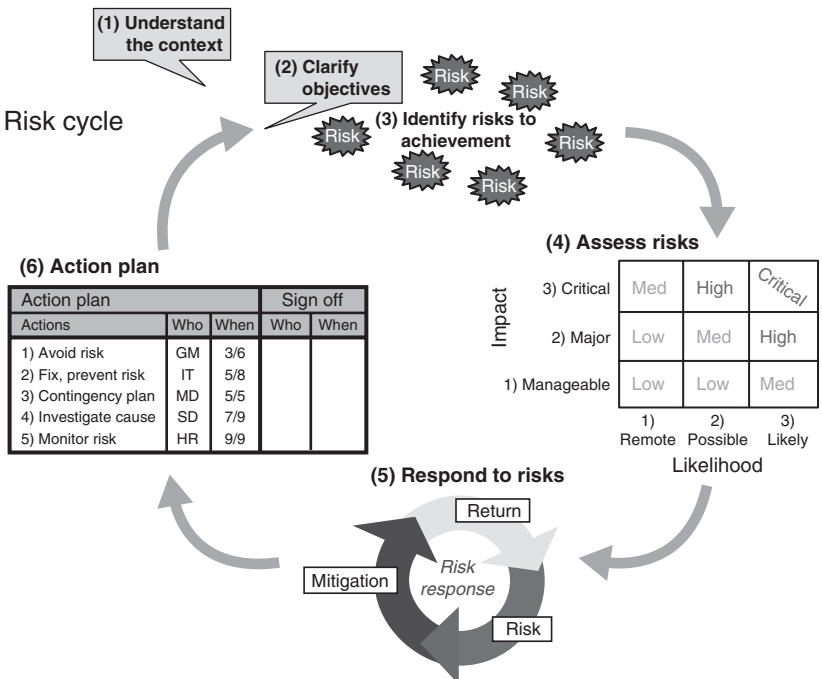 (1) Understand
the context
(2) Clarify
objectives
Risk cycle
Risk
Risk
Risk
(3) Identify risks to
achievement
Risk
Risk
Risk
(4) Assess risks
Impact
3) Critical
Med
High
Critical
2) Major
Low
Med
High
1) Manageable
Low
Low
Med
1)
Remote
2)
Possible
3)
Likely
Likelihood
(5) Respond to risks
Return
Risk
response
Mitigation
Risk
(6) Action plan
Action plan
Sign off
Actions
Who
When
Who
When
1) Avoid risk
GM
3/6
2) Fix, prevent risk
IT
5/8
3) Contingency plan
MD
5/5
4) Investigate cause
SD
7/9
5) Monitor risk
HR
9/9